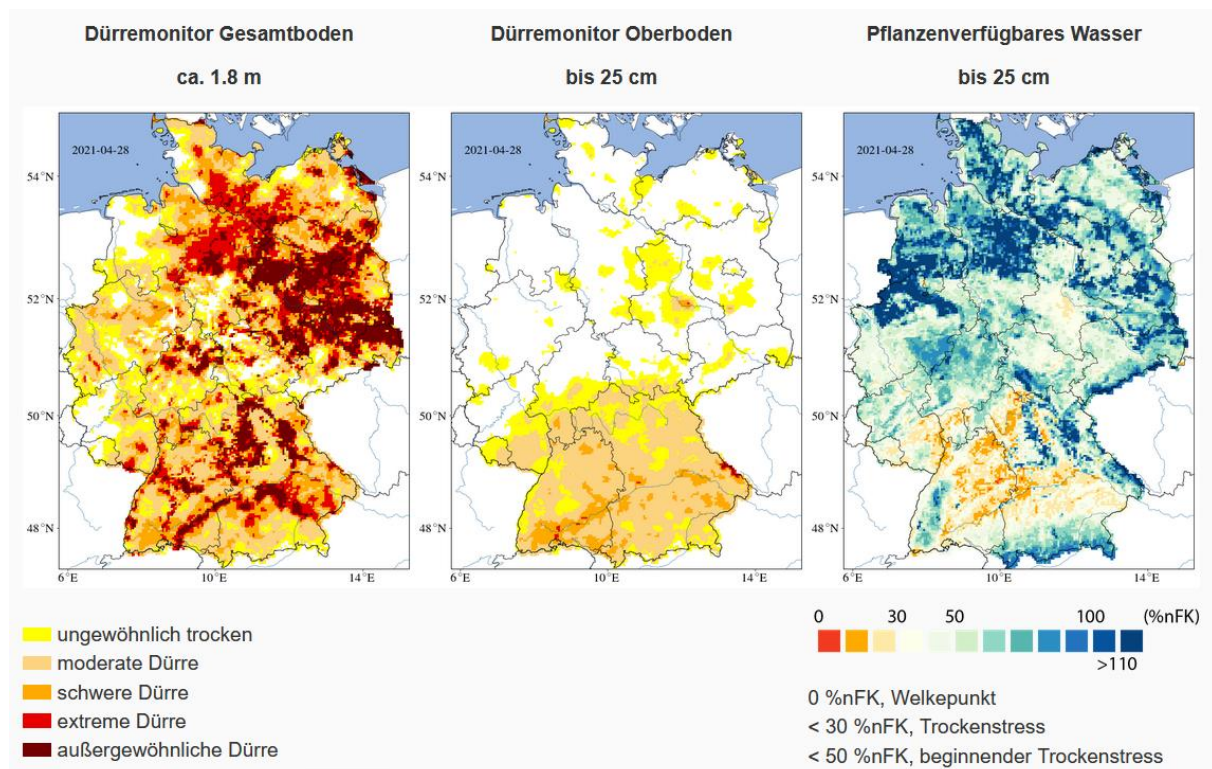 Dürremonitor Gesamtboden
ca. 1.8 m
Dürremonitor Oberboden
bis 25 cm
Pflanzenverfügbares Wasser
bis 25 cm
2021-04-28
54°N
52°N
50°N
48°N
6°E
10°E
14°E
2021-04-28
54°N
52°N
50°N
48°N
6°E
10°E
14°E
2021-04-28
54°N
52°N
50°N
48°N
6°E
10°E
14°E
ungewöhnlich trocken
moderate Dürre
schwere Dürre
extreme Dürre
außergewöhnliche Dürre
0 30 50 100 (%nFK)
>110
0 %nFK, Welkepunkt
< 30 %nFK, Trockenstress
< 50 %nFK, beginnender Trockenstress